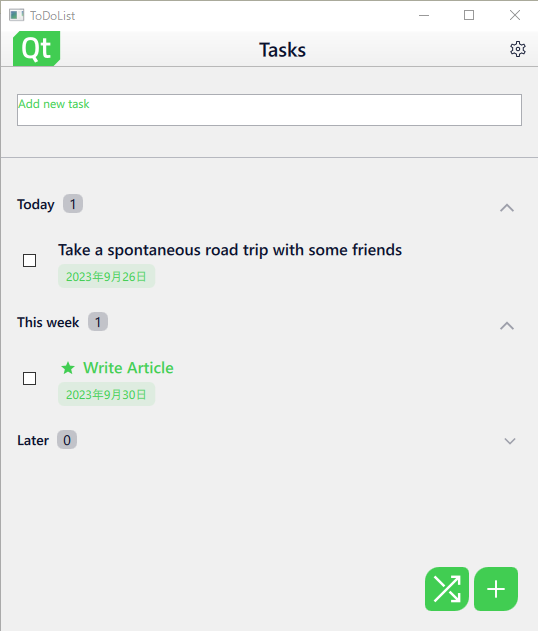 ToDoList
Qt
Tasks
Add new task
Today 1
Take a spontaneous road trip with some friends
2023年9月26日
This week 1
Write Article
2023年9月30日
Later 0